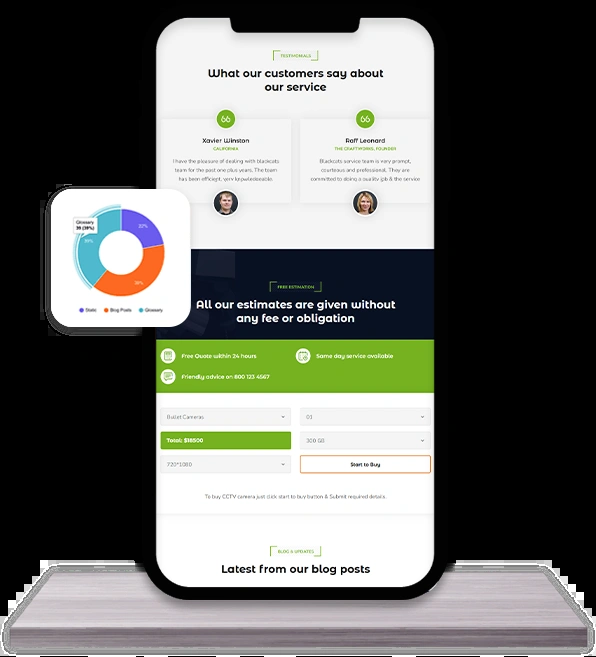 TESTIMONIALS
What our customers say about
our service
Xavier Winston
CALIFORNIA
I have the pleasure of dealing with blackcats
team for the past one plus years. The team
has been efficient, very knowledgeable.
Raff Leonard
THE CRAFTWORKS, FOUNDER
Blackcats service team is very prompt,
courteous and professional. They are
committed to doing a quality job & the service
Glossary
39 (39%)
39%
22%
39%
Static
Blog Posts
Glossary
FREE ESTIMATION
All our estimates are given without
any fee or obligation
Free Quote within 24 hours
Same day service available
Friendly advice on 800 123 4567
Bullet Cameras
01
Total: $18500
300 GB
720*1080
Start to Buy
To buy CCTV camera just click start to buy button & Submit required details.
BLOG & UPDATES
Latest from our blog posts